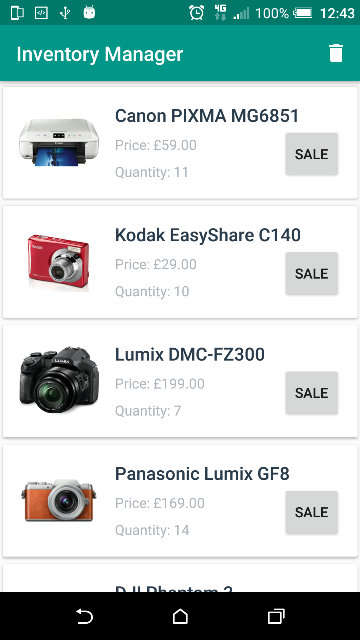 4G
100%
12:43
Inventory Manager
Canon PIXMA MG6851
Price: £59.00
Quantity: 11
SALE
Kodak EasyShare C140
Price: £29.00
Quantity: 10
SALE
Lumix DMC-FZ300
Price: £199.00
Quantity: 7
SALE
LUMIX
Panasonic Lumix GF8
Price: £169.00
Quantity: 14
SALE